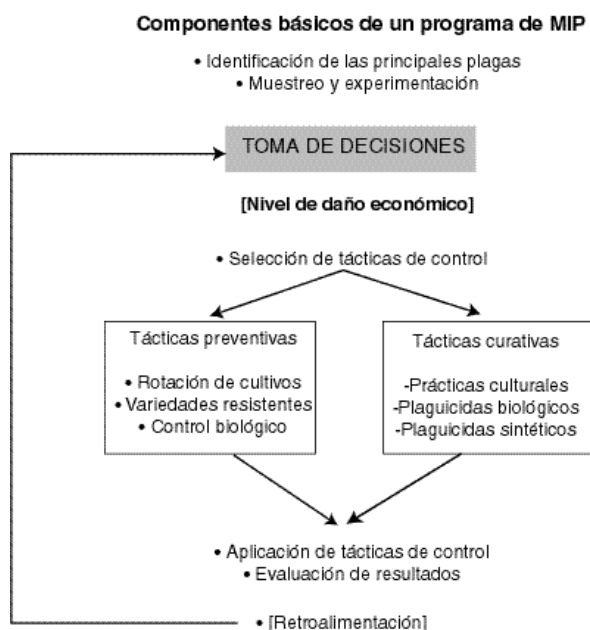 Componentes básicos de un programa de MIP
• Identificación de las principales plagas
• Muestreo y experimentación
TOMA DE DECISIONES
[Nivel de daño económico]
• Selección de tácticas de control
Tácticas preventivas
• Rotación de cultivos
• Variedades resistentes
• Control biológico
Tácticas curativas
-Prácticas culturales
-Plaguicidas biológicos
-Plaguicidas sintéticos
• Aplicación de tácticas de control
• Evaluación de resultados
• [Retroalimentación]